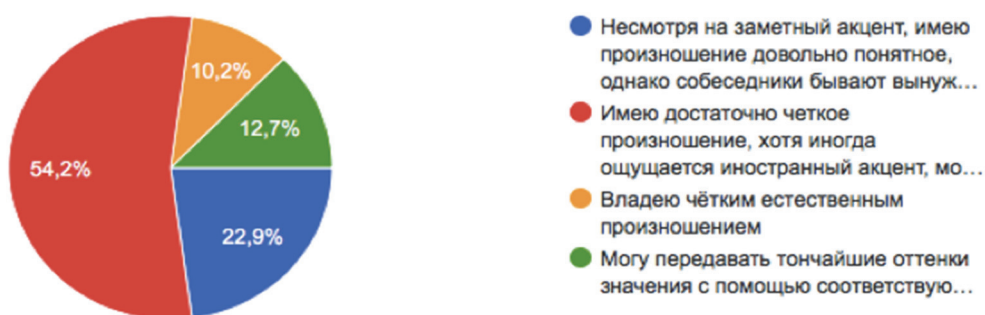 10,2%
12,7%
54,2%
22,9%
Несмотря на заметный акцент, имею
произношение довольно понятное,
однако собеседники бывают вынуж…
Имею достаточно четкое
произношение, хотя иногда
ощущается иностранный акцент, мо…
Владею чётким естественным
произношением
Могу передавать тончайшие оттенки
значения с помощью соответствую…